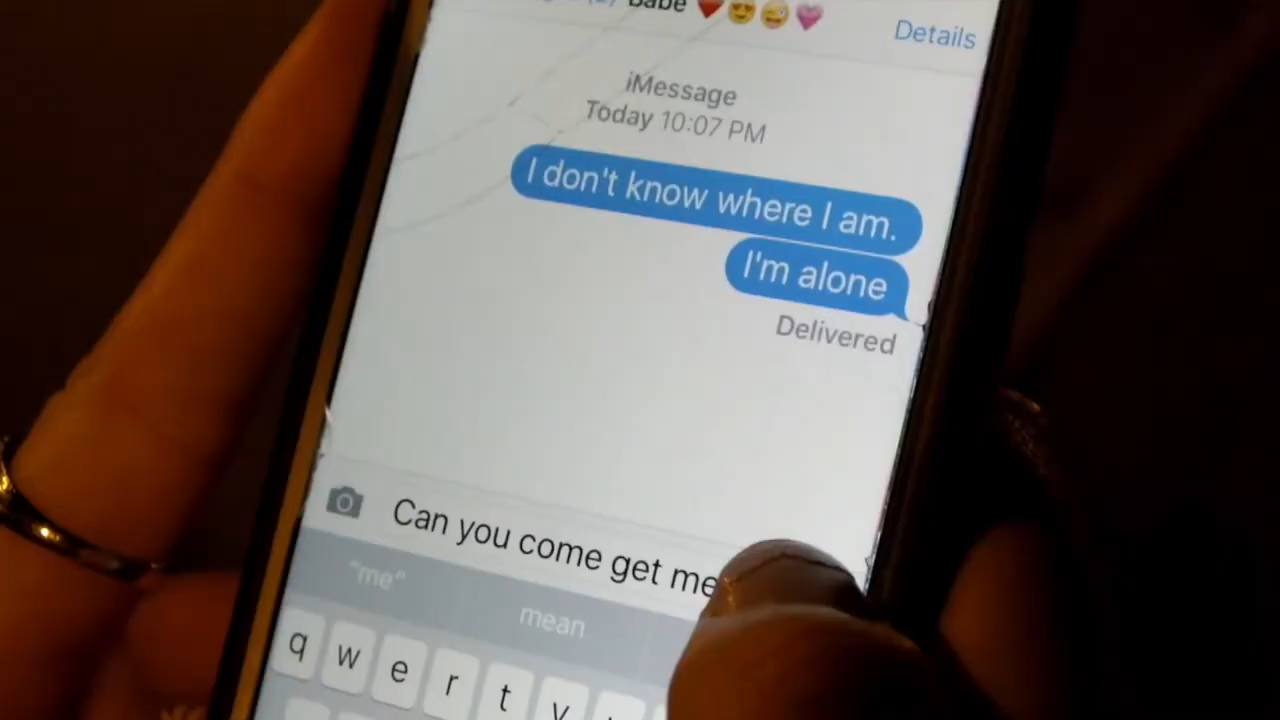 Babe ❤️😍😜💗
Details
iMessage
Today 10:07 PM
I don't know where I am.
I'm alone
Delivered
Can you come get me
"me"
mean
q w e r t y